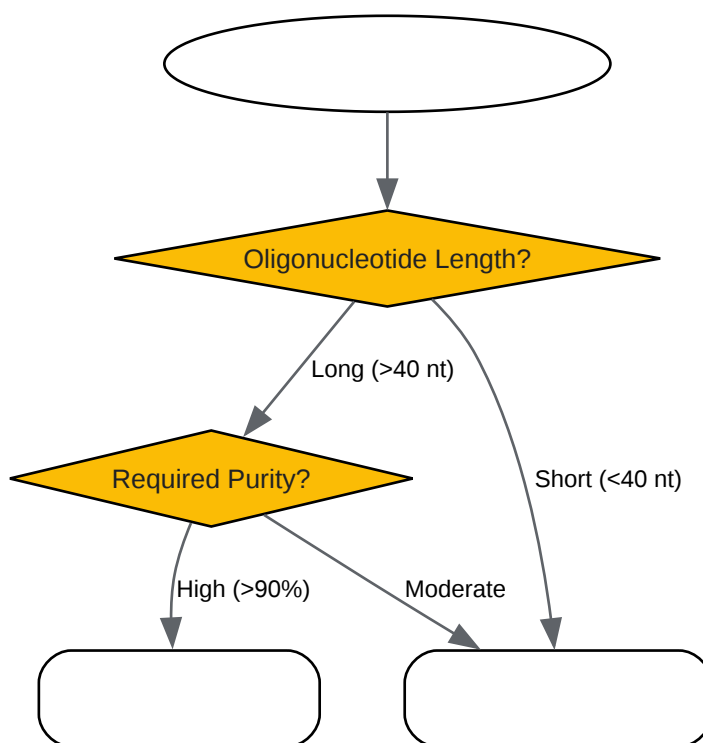 Oligonucleotide Length?
Long (>40 nt)
Required Purity?
Short (<40 nt)
High (>90%)
Moderate